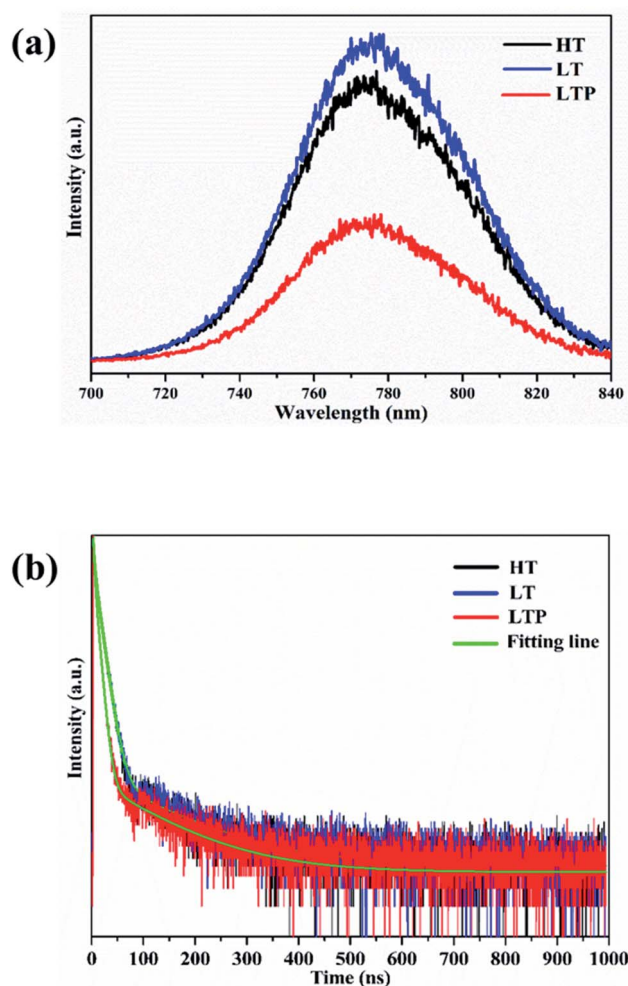 (a)
HT
LT
LTP
Intensity (a.u.)
700 720 740 760 780 800 820 840
Wavelength (nm)
(b)
HT
LT
LTP
Fitting line
Intensity (a.u.)
0 100 200 300 400 500 600 700 800 900 1000
Time (ns)